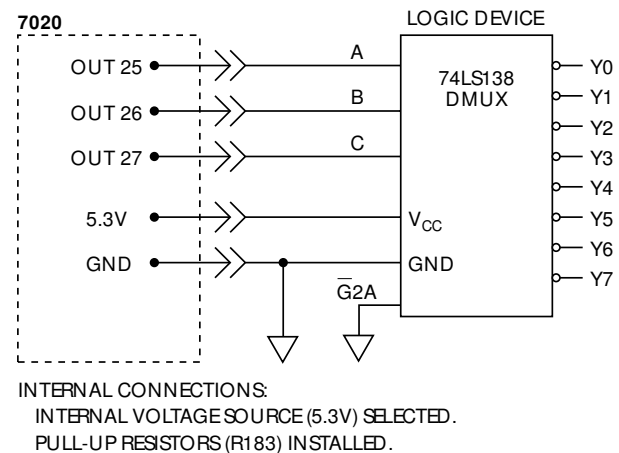 7020
LOGIC DEVICE
OUT 25
A
74LS138
DMUX
Y0
OUT 26
B
Y1
Y2
OUT 27
C
Y3
Y4
5.3V
VCC
Y5
GND
GND
Y6
G̅2A
Y7
INTERNAL CONNECTIONS:
INTERNAL VOLTAGE SOURCE (5.3V) SELECTED.
PULL-UP RESISTORS (R183) INSTALLED.